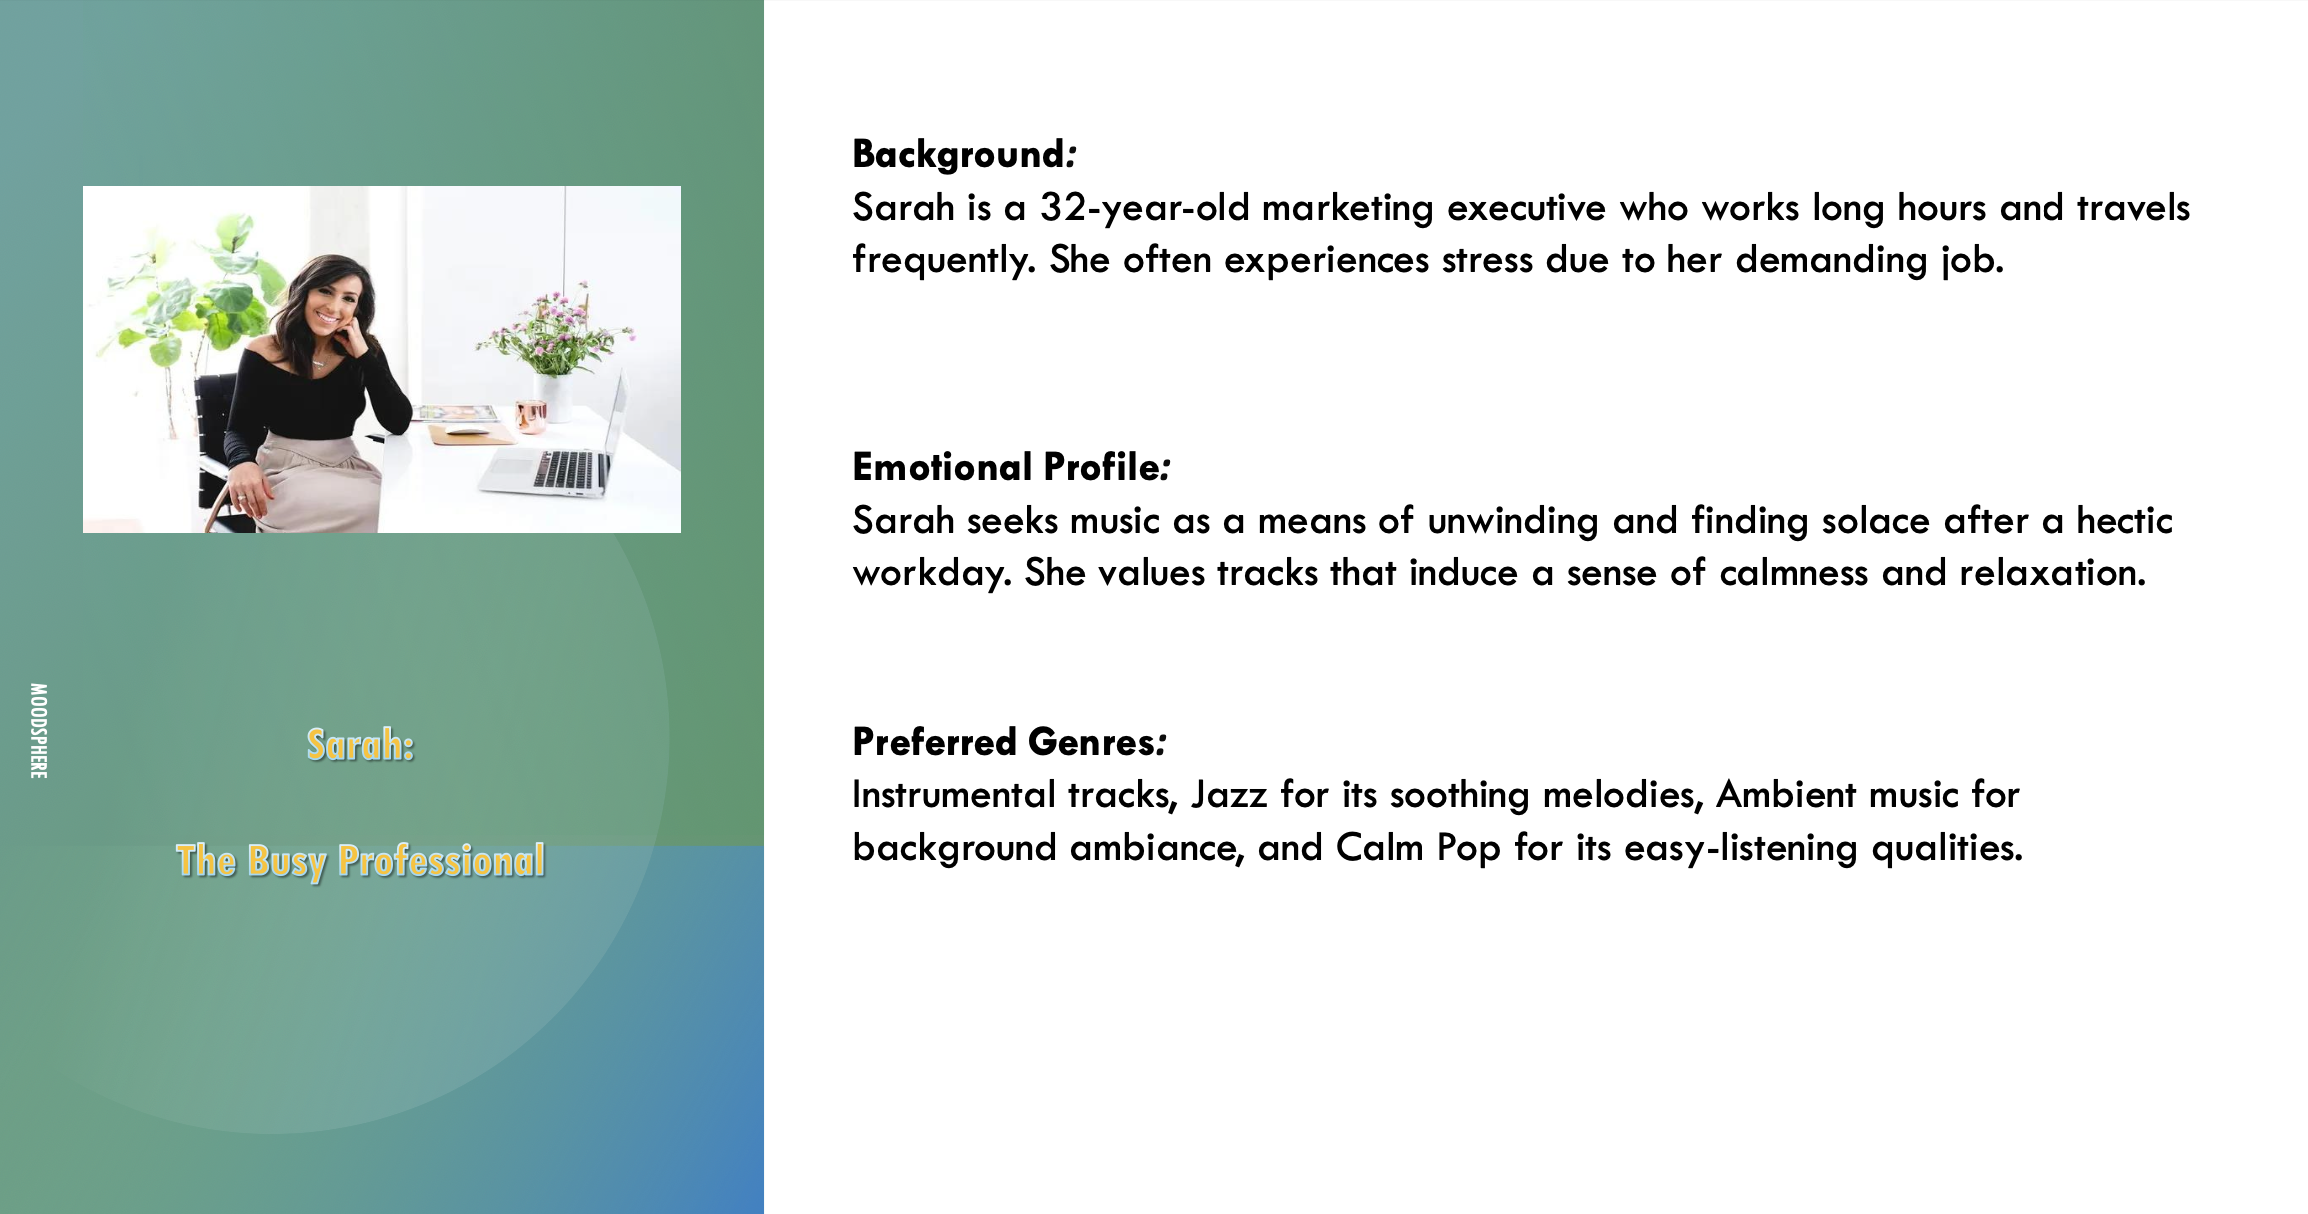 MOODSPHERE
Sarah:
The Busy Professional
Background:
Sarah is a 32-year-old marketing executive who works long hours and travels
frequently. She often experiences stress due to her demanding job.
Emotional Profile:
Sarah seeks music as a means of unwinding and finding solace after a hectic
workday. She values tracks that induce a sense of calmness and relaxation.
Preferred Genres:
Instrumental tracks, Jazz for its soothing melodies, Ambient music for
background ambiance, and Calm Pop for its easy-listening qualities.